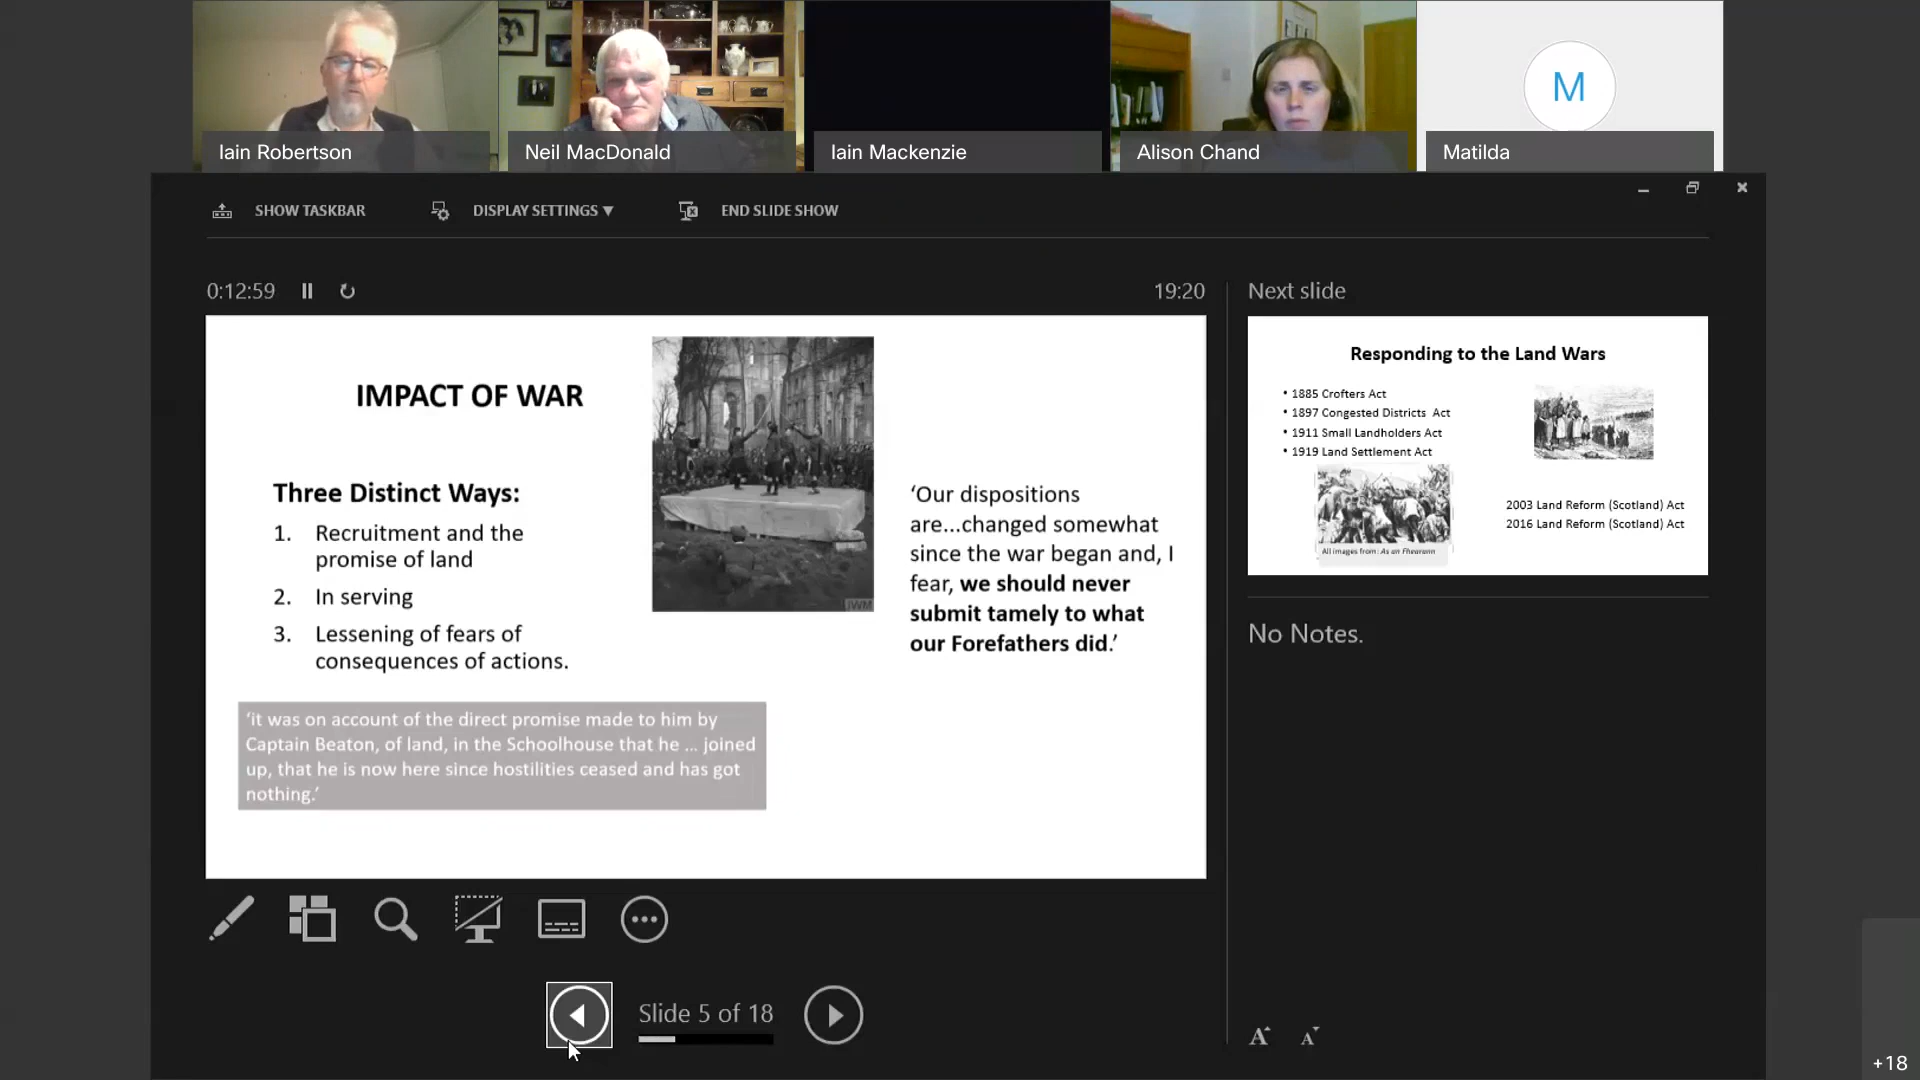 Iain Robertson
Neil MacDonald
Iain Mackenzie
Alison Chand
M
Matilda
SHOW TASKBAR
DISPLAY SETTINGS ▼
END SLIDE SHOW
0:12:59
19:20
IMPACT OF WAR
Three Distinct Ways:
1. Recruitment and the
promise of land
2. In serving
3. Lessening of fears of
consequences of actions.
IWM
‘Our dispositions
are...changed somewhat
since the war began and, I
fear, we should never
submit tamely to what
our Forefathers did.’
‘it was on account of the direct promise made to him by
Captain Beaton, of land, in the Schoolhouse that he ... joined
up, that he is now here since hostilities ceased and has got
nothing.’
Next slide
Responding to the Land Wars
• 1885 Crofters Act
• 1897 Congested Districts Act
• 1911 Small Landholders Act
• 1919 Land Settlement Act
All images from: As an Fhearann
2003 Land Reform (Scotland) Act
2016 Land Reform (Scotland) Act
No Notes.
Slide 5 of 18
A A
+18